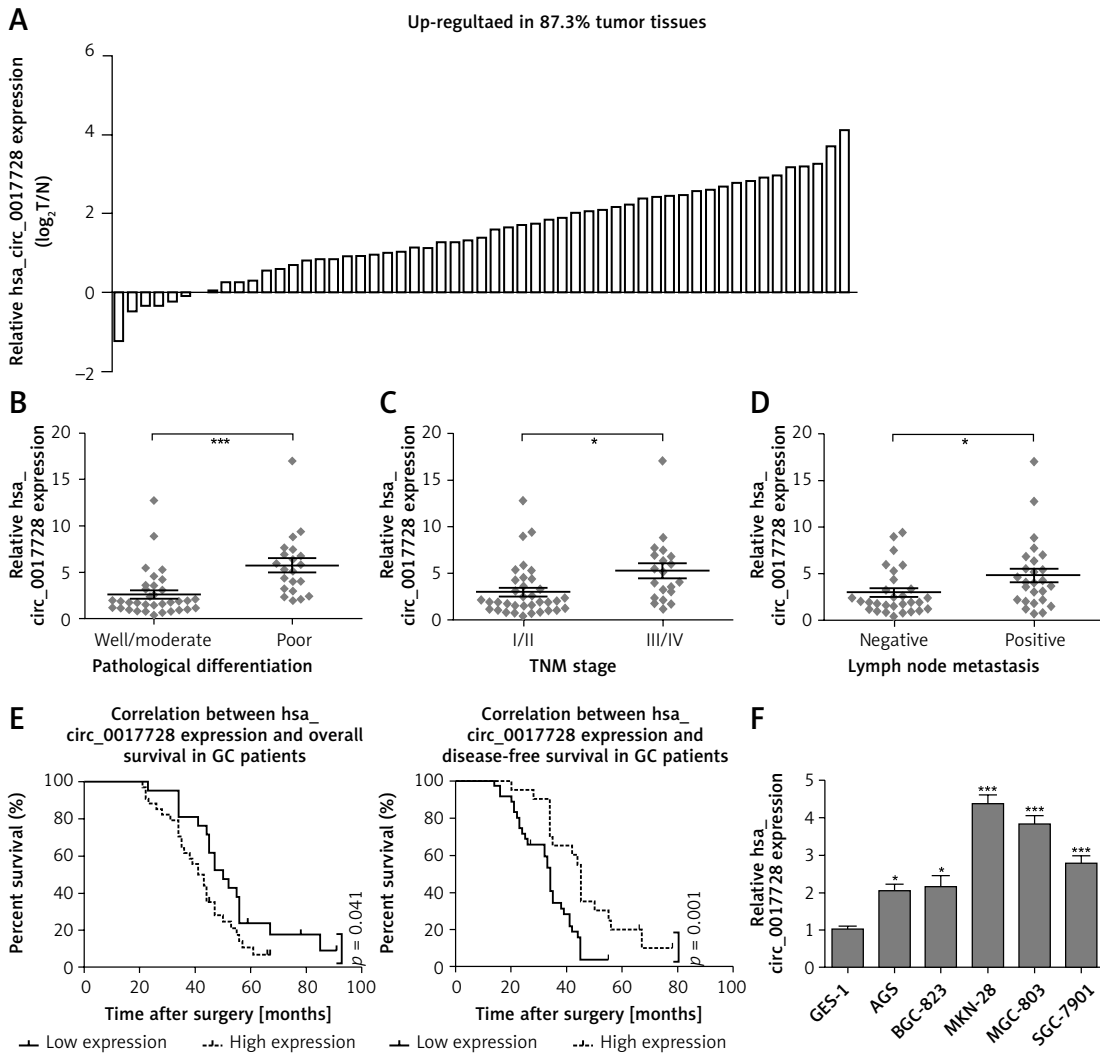 A
Up-regultaed in 87.3% tumor tissues
Relative hsa_circ_0017728 expression
(log2T/N)
6
4
2
0
–2
B
Relative hsa_
circ_0017728 expression
20
15
10
5
0
***
Well/moderate Poor
Pathological differentiation
C
Relative hsa_
circ_0017728 expression
20
15
10
5
0
*
I/II III/IV
TNM stage
D
Relative hsa_
circ_0017728 expression
20
15
10
5
0
*
Negative Positive
Lymph node metastasis
E
Correlation between hsa_
circ_0017728 expression and overall
survival in GC patients
Percent survival (%)
100
80
60
40
20
0
p = 0.041
0 20 40 60 80 100
Time after surgery [months]
Low expression High expression
Correlation between hsa_
circ_0017728 expression and
disease-free survival in GC patients
Percent survival (%)
100
80
60
40
20
0
p = 0.001
0 20 40 60 80 100
Time after surgery [months]
Low expression High expression
F
Relative hsa_
circ_0017728 expression
5
4
3
2
1
0
* * *** *** ***
GES-1 AGS BGC-823 MKN-28 MGC-803 SGC-7901